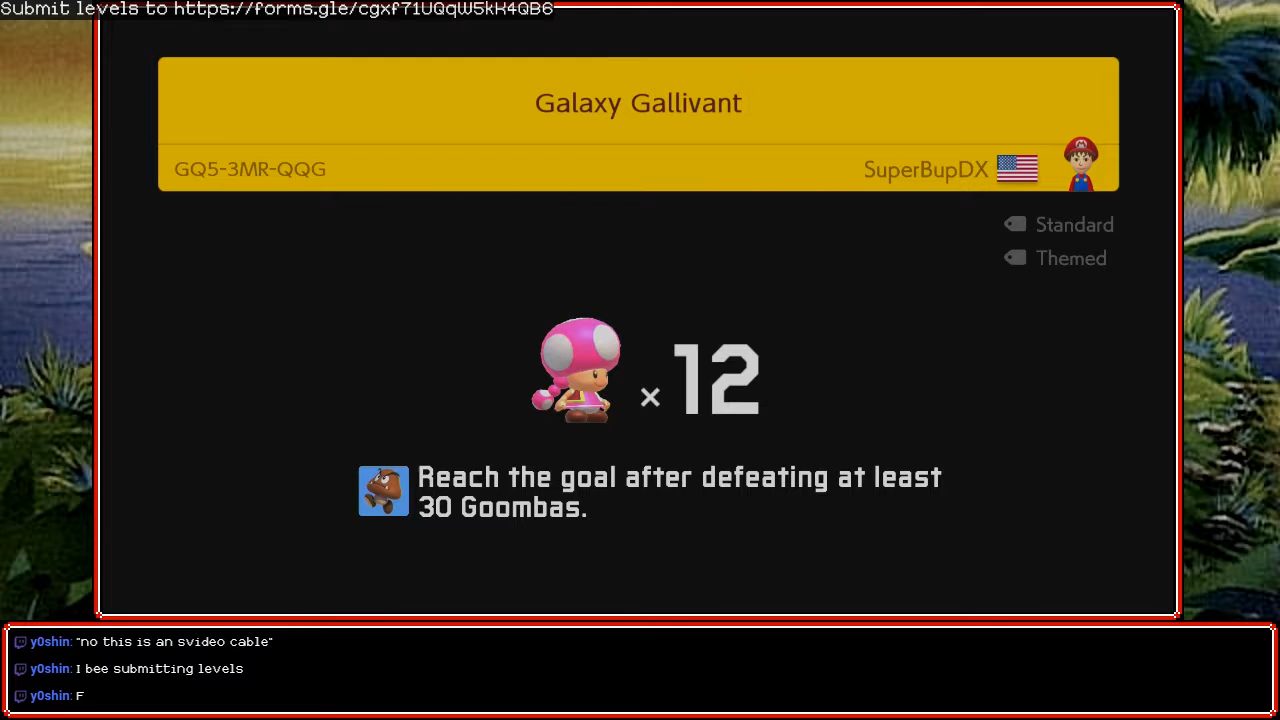 Submit levels to https://forms.gle/cgxf71UQqW5kH4QB6
Galaxy Gallivant
GQ5-3MR-QQG
SuperBupDX
Standard
Themed
× 12
Reach the goal after defeating at least
30 Goombas.
y0shin: "no this is an svideo cable"
y0shin: I bee submitting levels
y0shin: F